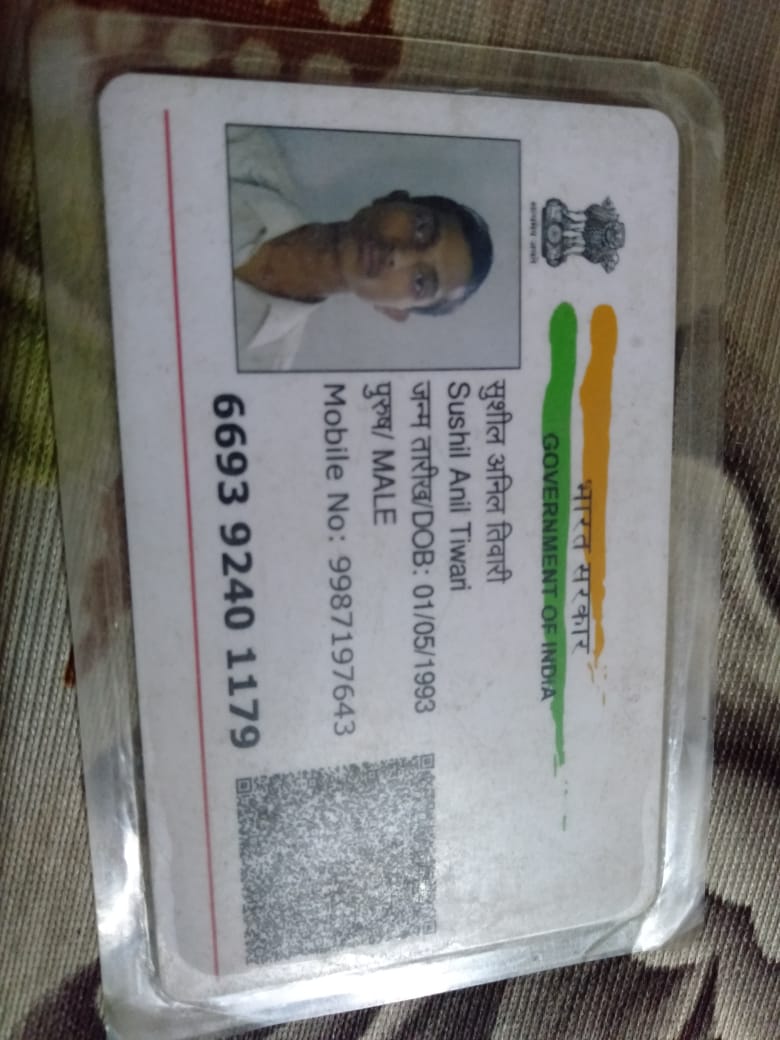 भारत सरकार
GOVERNMENT OF INDIA
सत्यमेव जयते
सुशील अनिल तिवारी
Sushil Anil Tiwari
जन्म तारीख/DOB: 01/05/1993
पुरुष/ MALE
Mobile No: 9987197643
6693 9240 1179